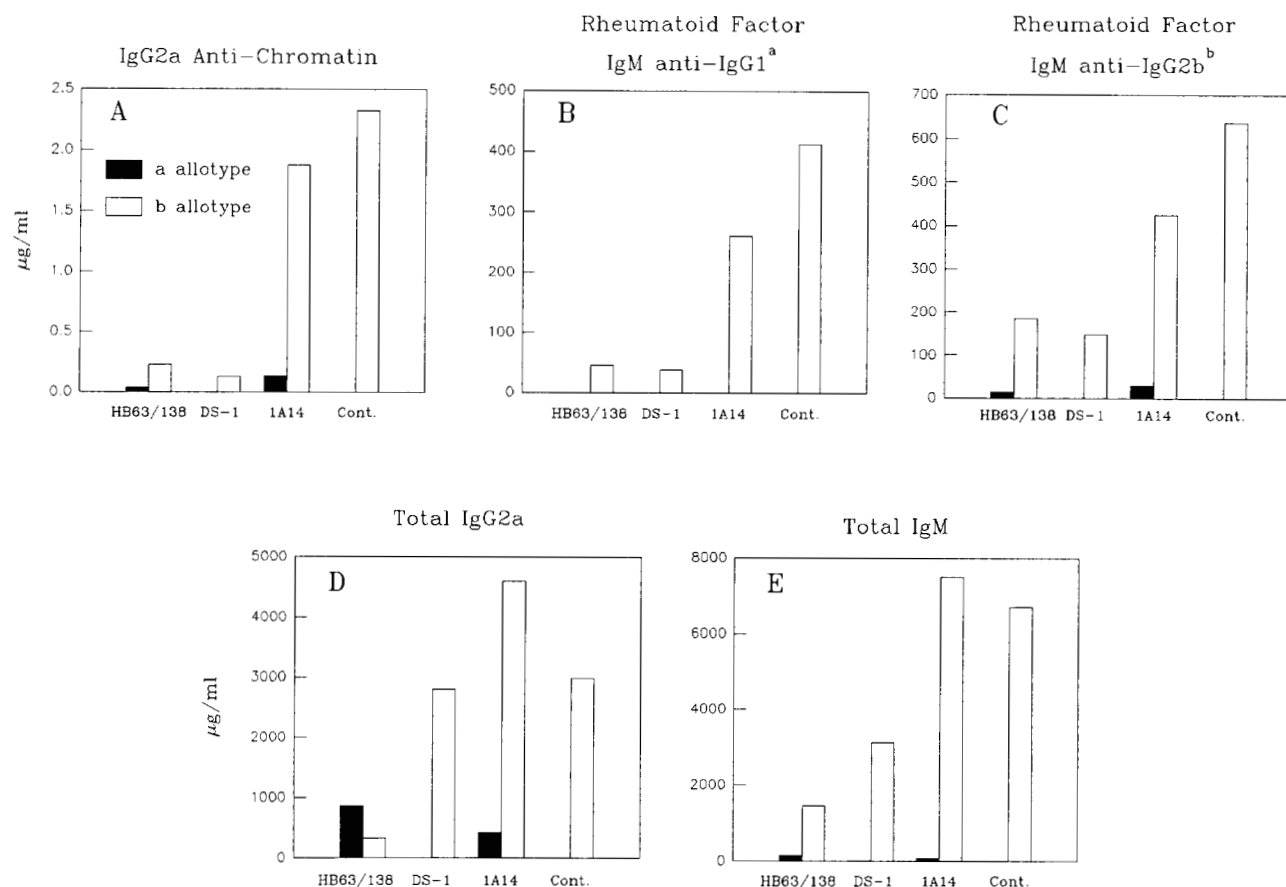 IgG2a Anti-Chromatin
A
a allotype
b allotype
µg/ml
2.5
2.0
1.5
1.0
0.5
0.0
HB63/138 DS-1 1A14 Cont.
Rheumatoid Factor
IgM anti-IgG1a
B
500
400
300
200
100
0
HB63/138 DS-1 1A14 Cont.
Rheumatoid Factor
IgM anti-IgG2bb
C
700
600
500
400
300
200
100
0
HB63/138 DS-1 1A14 Cont.
Total IgG2a
D
µg/ml
5000
4000
3000
2000
1000
0
HB63/138 DS-1 1A14 Cont.
Total IgM
E
8000
6000
4000
2000
0
HB63/138 DS-1 1A14 Cont.